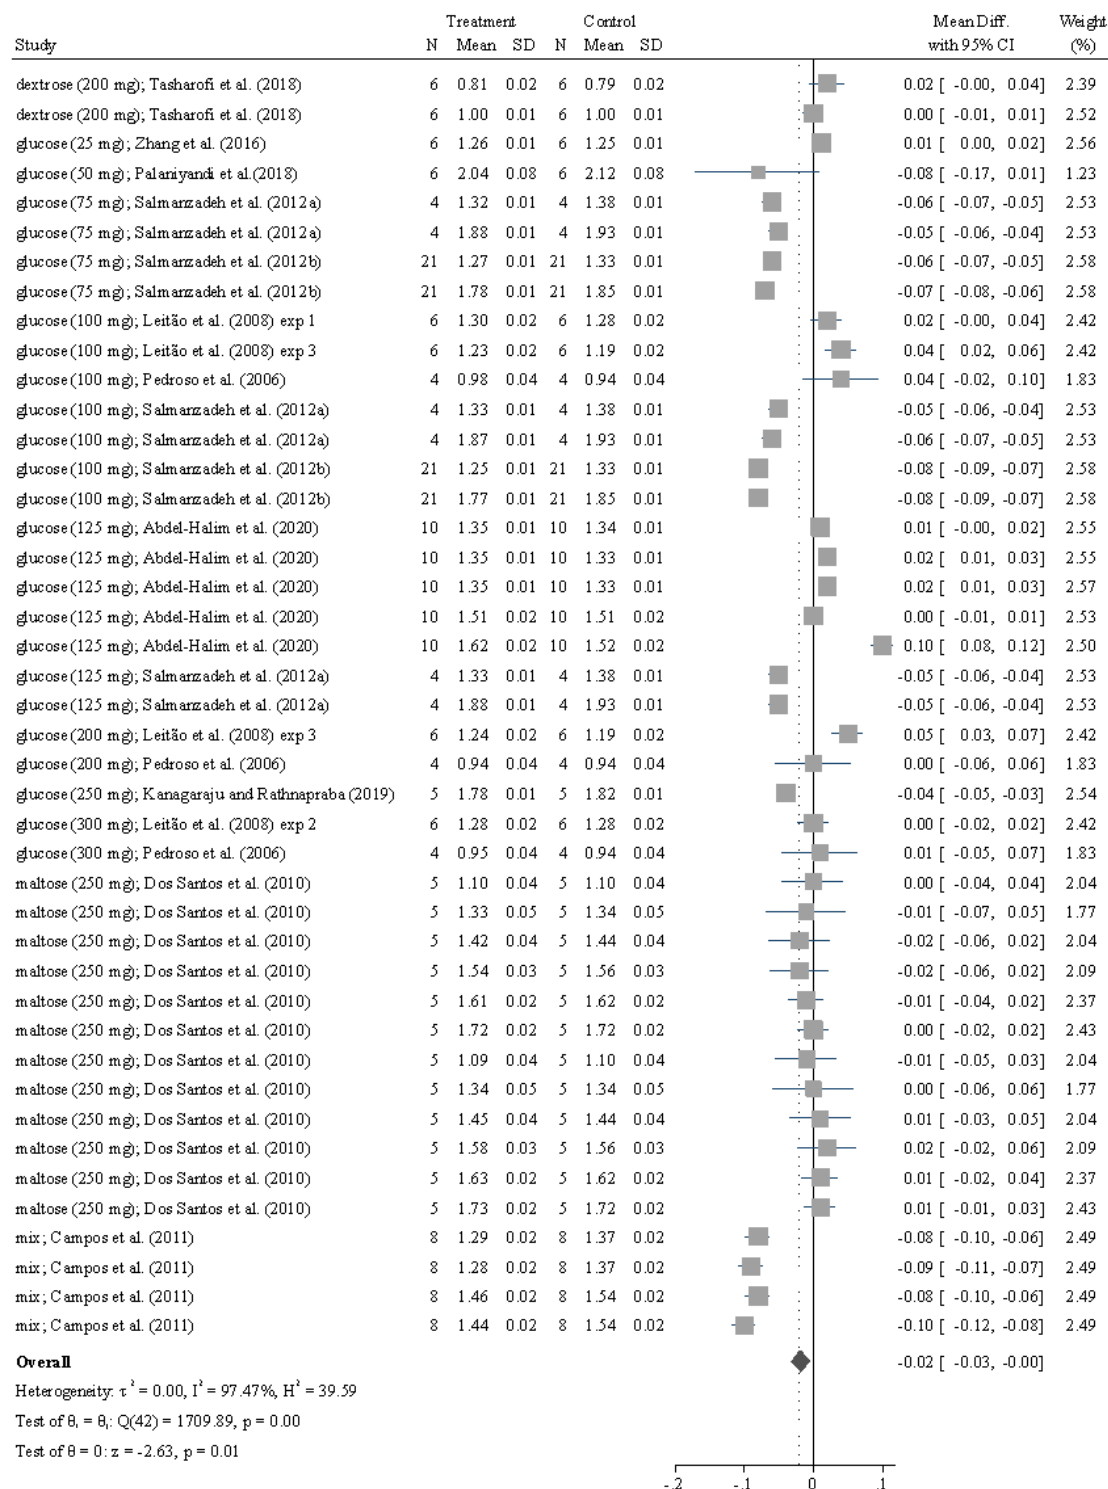 Treatment Control Mean Diff. Weight
Study N Mean SD N Mean SD with 95% CI (%)
dextrose (200 mg); Tasharofi et al. (2018) 6 0.81 0.02 6 0.79 0.02 0.02 [ -0.00, 0.04] 2.39
dextrose (200 mg); Tasharofi et al. (2018) 6 1.00 0.01 6 1.00 0.01 0.00 [ -0.01, 0.01] 2.52
glucose (25 mg); Zhang et al. (2016) 6 1.26 0.01 6 1.25 0.01 0.01 [ 0.00, 0.02] 2.56
glucose (50 mg); Palaniyandi et al.(2018) 6 2.04 0.08 6 2.12 0.08 -0.08 [ -0.17, 0.01] 1.23
glucose (75 mg); Salmanzadeh et al. (2012a) 4 1.32 0.01 4 1.38 0.01 -0.06 [ -0.07, -0.05] 2.53
glucose (75 mg); Salmanzadeh et al. (2012a) 4 1.88 0.01 4 1.93 0.01 -0.05 [ -0.06, -0.04] 2.53
glucose (75 mg); Salmanzadeh et al. (2012b) 21 1.27 0.01 21 1.33 0.01 -0.06 [ -0.07, -0.05] 2.58
glucose (75 mg); Salmanzadeh et al. (2012b) 21 1.78 0.01 21 1.85 0.01 -0.07 [ -0.08, -0.06] 2.58
glucose (100 mg); Leitão et al. (2008) exp 1 6 1.30 0.02 6 1.28 0.02 0.02 [ -0.00, 0.04] 2.42
glucose (100 mg); Leitão et al. (2008) exp 3 6 1.23 0.02 6 1.19 0.02 0.04 [ 0.02, 0.06] 2.42
glucose (100 mg); Pedroso et al. (2006) 4 0.98 0.04 4 0.94 0.04 0.04 [ -0.02, 0.10] 1.83
glucose (100 mg); Salmanzadeh et al. (2012a) 4 1.33 0.01 4 1.38 0.01 -0.05 [ -0.06, -0.04] 2.53
glucose (100 mg); Salmanzadeh et al. (2012a) 4 1.87 0.01 4 1.93 0.01 -0.06 [ -0.07, -0.05] 2.53
glucose (100 mg); Salmanzadeh et al. (2012b) 21 1.25 0.01 21 1.33 0.01 -0.08 [ -0.09, -0.07] 2.58
glucose (100 mg); Salmanzadeh et al. (2012b) 21 1.77 0.01 21 1.85 0.01 -0.08 [ -0.09, -0.07] 2.58
glucose (125 mg); Abdel-Halim et al. (2020) 10 1.35 0.01 10 1.34 0.01 0.01 [ -0.00, 0.02] 2.55
glucose (125 mg); Abdel-Halim et al. (2020) 10 1.35 0.01 10 1.33 0.01 0.02 [ 0.01, 0.03] 2.55
glucose (125 mg); Abdel-Halim et al. (2020) 10 1.35 0.01 10 1.33 0.01 0.02 [ 0.01, 0.03] 2.57
glucose (125 mg); Abdel-Halim et al. (2020) 10 1.51 0.02 10 1.51 0.02 0.00 [ -0.01, 0.01] 2.53
glucose (125 mg); Abdel-Halim et al. (2020) 10 1.62 0.02 10 1.52 0.02 0.10 [ 0.08, 0.12] 2.50
glucose (125 mg); Salmanzadeh et al. (2012a) 4 1.33 0.01 4 1.38 0.01 -0.05 [ -0.06, -0.04] 2.53
glucose (125 mg); Salmanzadeh et al. (2012a) 4 1.88 0.01 4 1.93 0.01 -0.05 [ -0.06, -0.04] 2.53
glucose (200 mg); Leitão et al. (2008) exp 3 6 1.24 0.02 6 1.19 0.02 0.05 [ 0.03, 0.07] 2.42
glucose (200 mg); Pedroso et al. (2006) 4 0.94 0.04 4 0.94 0.04 0.00 [ -0.06, 0.06] 1.83
glucose (250 mg); Kanagaraju and Rathnapraba (2019) 5 1.78 0.01 5 1.82 0.01 -0.04 [ -0.05, -0.03] 2.54
glucose (300 mg); Leitão et al. (2008) exp 2 6 1.28 0.02 6 1.28 0.02 0.00 [ -0.02, 0.02] 2.42
glucose (300 mg); Pedroso et al. (2006) 4 0.95 0.04 4 0.94 0.04 0.01 [ -0.05, 0.07] 1.83
maltose (250 mg); Dos Santos et al. (2010) 5 1.10 0.04 5 1.10 0.04 0.00 [ -0.04, 0.04] 2.04
maltose (250 mg); Dos Santos et al. (2010) 5 1.33 0.05 5 1.34 0.05 -0.01 [ -0.07, 0.05] 1.77
maltose (250 mg); Dos Santos et al. (2010) 5 1.42 0.04 5 1.44 0.04 -0.02 [ -0.06, 0.02] 2.04
maltose (250 mg); Dos Santos et al. (2010) 5 1.54 0.03 5 1.56 0.03 -0.02 [ -0.06, 0.02] 2.09
maltose (250 mg); Dos Santos et al. (2010) 5 1.61 0.02 5 1.62 0.02 -0.01 [ -0.04, 0.02] 2.37
maltose (250 mg); Dos Santos et al. (2010) 5 1.72 0.02 5 1.72 0.02 0.00 [ -0.02, 0.02] 2.43
maltose (250 mg); Dos Santos et al. (2010) 5 1.09 0.04 5 1.10 0.04 -0.01 [ -0.05, 0.03] 2.04
maltose (250 mg); Dos Santos et al. (2010) 5 1.34 0.05 5 1.34 0.05 0.00 [ -0.06, 0.06] 1.77
maltose (250 mg); Dos Santos et al. (2010) 5 1.45 0.04 5 1.44 0.04 0.01 [ -0.03, 0.05] 2.04
maltose (250 mg); Dos Santos et al. (2010) 5 1.58 0.03 5 1.56 0.03 0.02 [ -0.02, 0.06] 2.09
maltose (250 mg); Dos Santos et al. (2010) 5 1.63 0.02 5 1.62 0.02 0.01 [ -0.02, 0.04] 2.37
maltose (250 mg); Dos Santos et al. (2010) 5 1.73 0.02 5 1.72 0.02 0.01 [ -0.01, 0.03] 2.43
mix; Campos et al. (2011) 8 1.29 0.02 8 1.37 0.02 -0.08 [ -0.10, -0.06] 2.49
mix; Campos et al. (2011) 8 1.28 0.02 8 1.37 0.02 -0.09 [ -0.11, -0.07] 2.49
mix; Campos et al. (2011) 8 1.46 0.02 8 1.54 0.02 -0.08 [ -0.10, -0.06] 2.49
mix; Campos et al. (2011) 8 1.44 0.02 8 1.54 0.02 -0.10 [ -0.12, -0.08] 2.49
Overall -0.02 [ -0.03, -0.00]
Heterogeneity: τ² = 0.00, I² = 97.47%, H² = 39.59
Test of θᵢ = θⱼ: Q(42) = 1709.89, p = 0.00
Test of θ = 0: z = -2.63, p = 0.01
-.2 -.1 0 .1